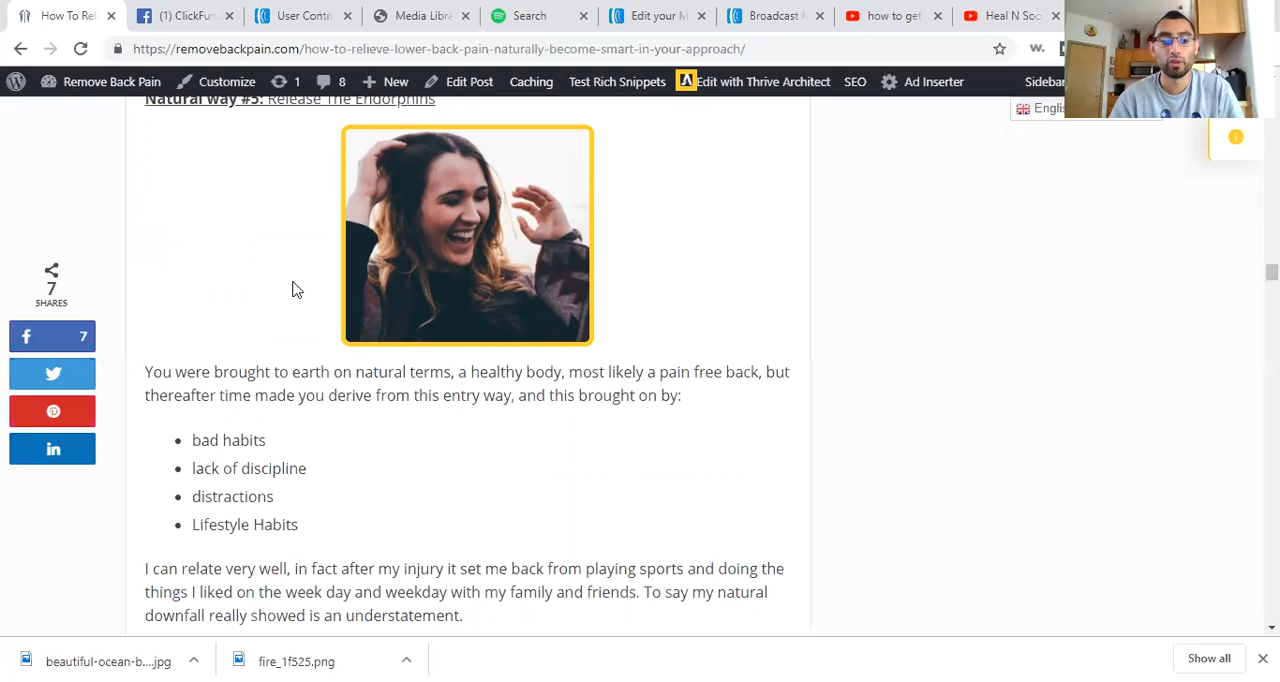 How To Reli
(1) ClickFun
User Contr
Media Libr
Search
Edit your M
Broadcast
how to get
Heal N Soo
https://removebackpain.com/how-to-relieve-lower-back-pain-naturally-become-smart-in-your-approach/
W.
Remove Back Pain
Customize
1
8
New
Edit Post
Caching
Test Rich Snippets
Edit with Thrive Architect
SEO
Ad Inserter
Sidebar
Natural way #5: Release The Endorphins
Engli
7
SHARES
7
You were brought to earth on natural terms, a healthy body, most likely a pain free back, but
thereafter time made you derive from this entry way, and this brought on by:
• bad habits
• lack of discipline
• distractions
• Lifestyle Habits
I can relate very well, in fact after my injury it set me back from playing sports and doing the
things I liked on the week day and weekday with my family and friends. To say my natural
downfall really showed is an understatement.
beautiful-ocean-b....jpg
fire_1f525.png
Show all